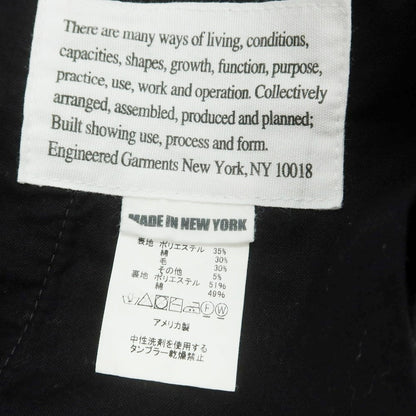 There are many ways of living, conditions,
capacities, shapes, growth, function, purpose,
practice, use, work and operation. Collectively
arranged, assembled, produced and planned;
Built showing use, process and form.
Engineered Garments New York, NY 10018
MADE IN NEW YORK
表地 ポリエステル 35%
綿 30%
毛 30%
その他 5%
裏地 ポリエステル 51%
綿 49%
F W
アメリカ製
中性洗剤を使用する
タンブラー乾燥禁止